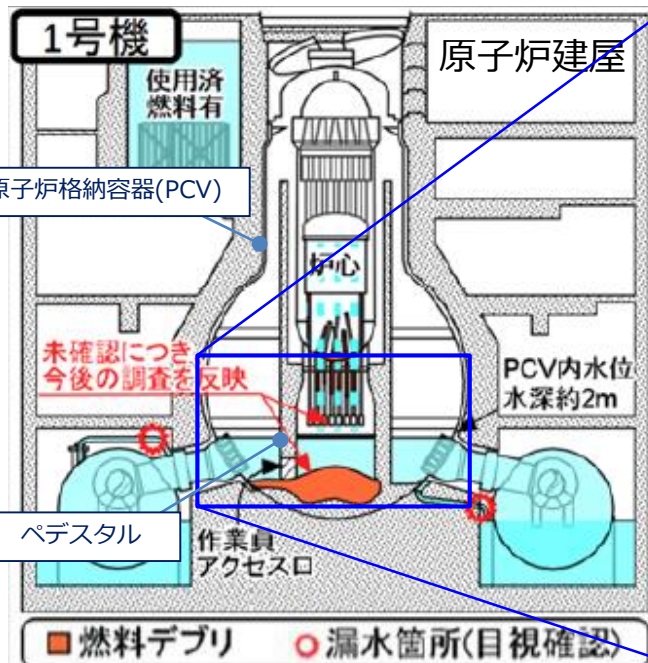 1号機
原子炉建屋
使用済
燃料有
原子炉格納容器(PCV)
炉心
未確認につき
今後の調査を反映
PCV内水位
水深約2m
ペデスタル
作業員
アクセス口
燃料デブリ
漏水箇所(目視確認)